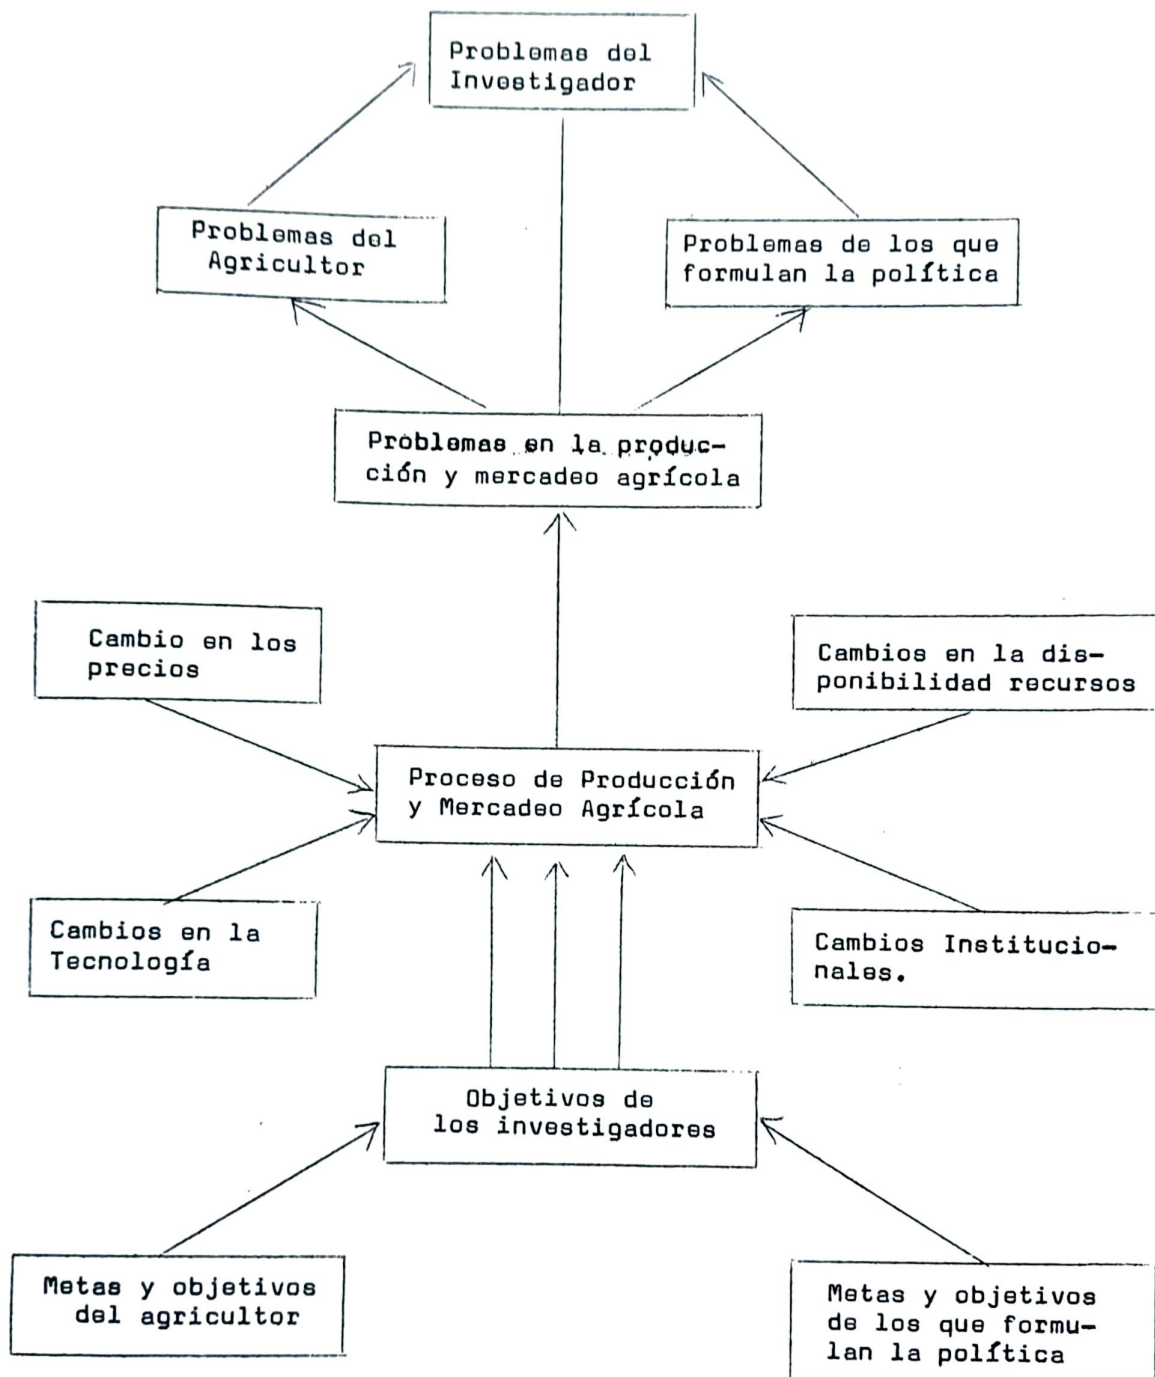 Problemas del
Investigador
Problemas del
Agricultor
Problemas de los que
formulan la política
Problemas en la produc-
ción y mercadeo agrícola
Cambio en los
precios
Cambios en la dis-
ponibilidad recursos
Proceso de Producción
y Mercadeo Agrícola
Cambios en la
Tecnología
Cambios Institucio-
nales.
Objetivos de
los investigadores
Metas y objetivos
del agricultor
Metas y objetivos
de los que formu-
lan la política